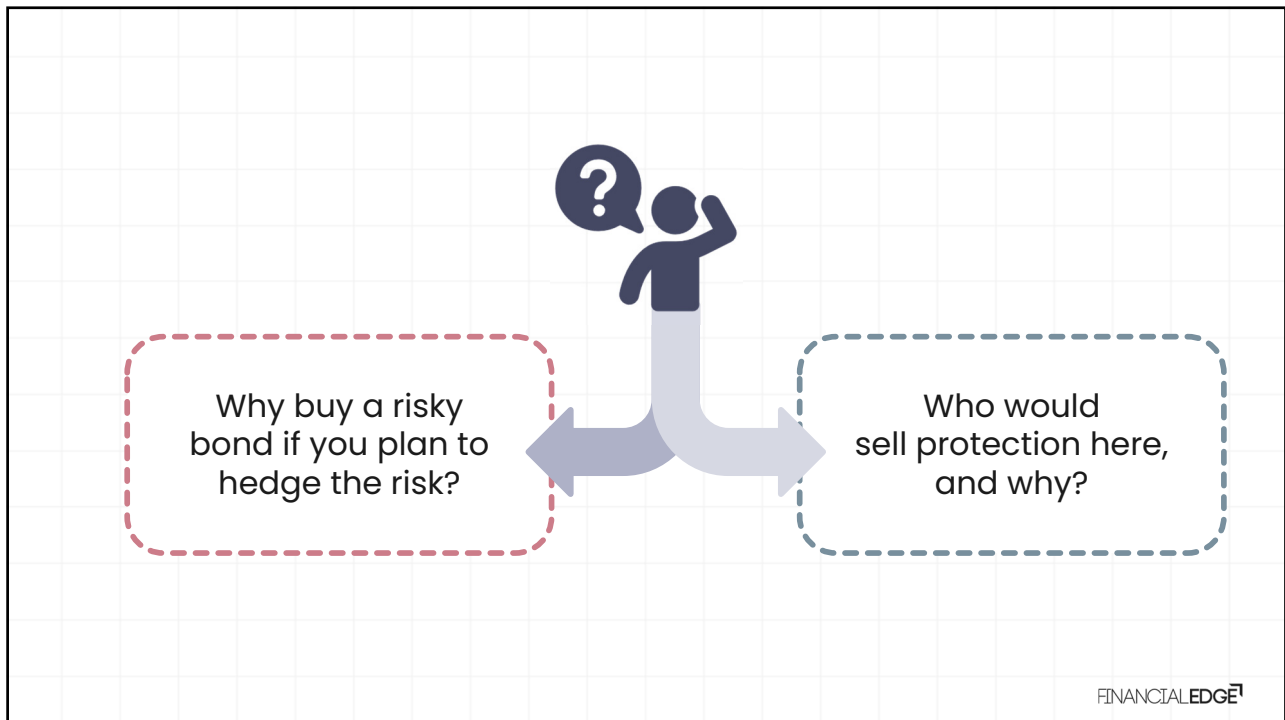 ?
Why buy a risky
bond if you plan to
hedge the risk?
Who would
sell protection here,
and why?
FINANCIALEDGE